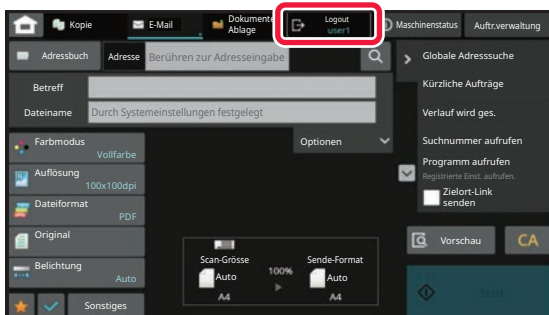 Kopie
E-Mail
Dokumente
Ablage
Logout
user1
Maschinenstatus
Auftr.verwaltung
Adressbuch
Adresse
Berühren zur Adresseingabe
Globale Adresssuche
Betreff
Kürzliche Aufträge
Dateiname
Durch Systemeinstellungen festgelegt
Verlauf wird ges.
Farbmodus
Vollfarbe
Optionen
Suchnummer aufrufen
Auflösung
100x100dpi
Programm aufrufen
Registrierte Einst. aufrufen.
Dateiformat
PDF
Zielort-Link
senden
Original
Vorschau
CA
Belichtung
Auto
Scan-Grösse
Auto
A4
100%
Sende-Format
Auto
A4
Sonstiges
Start